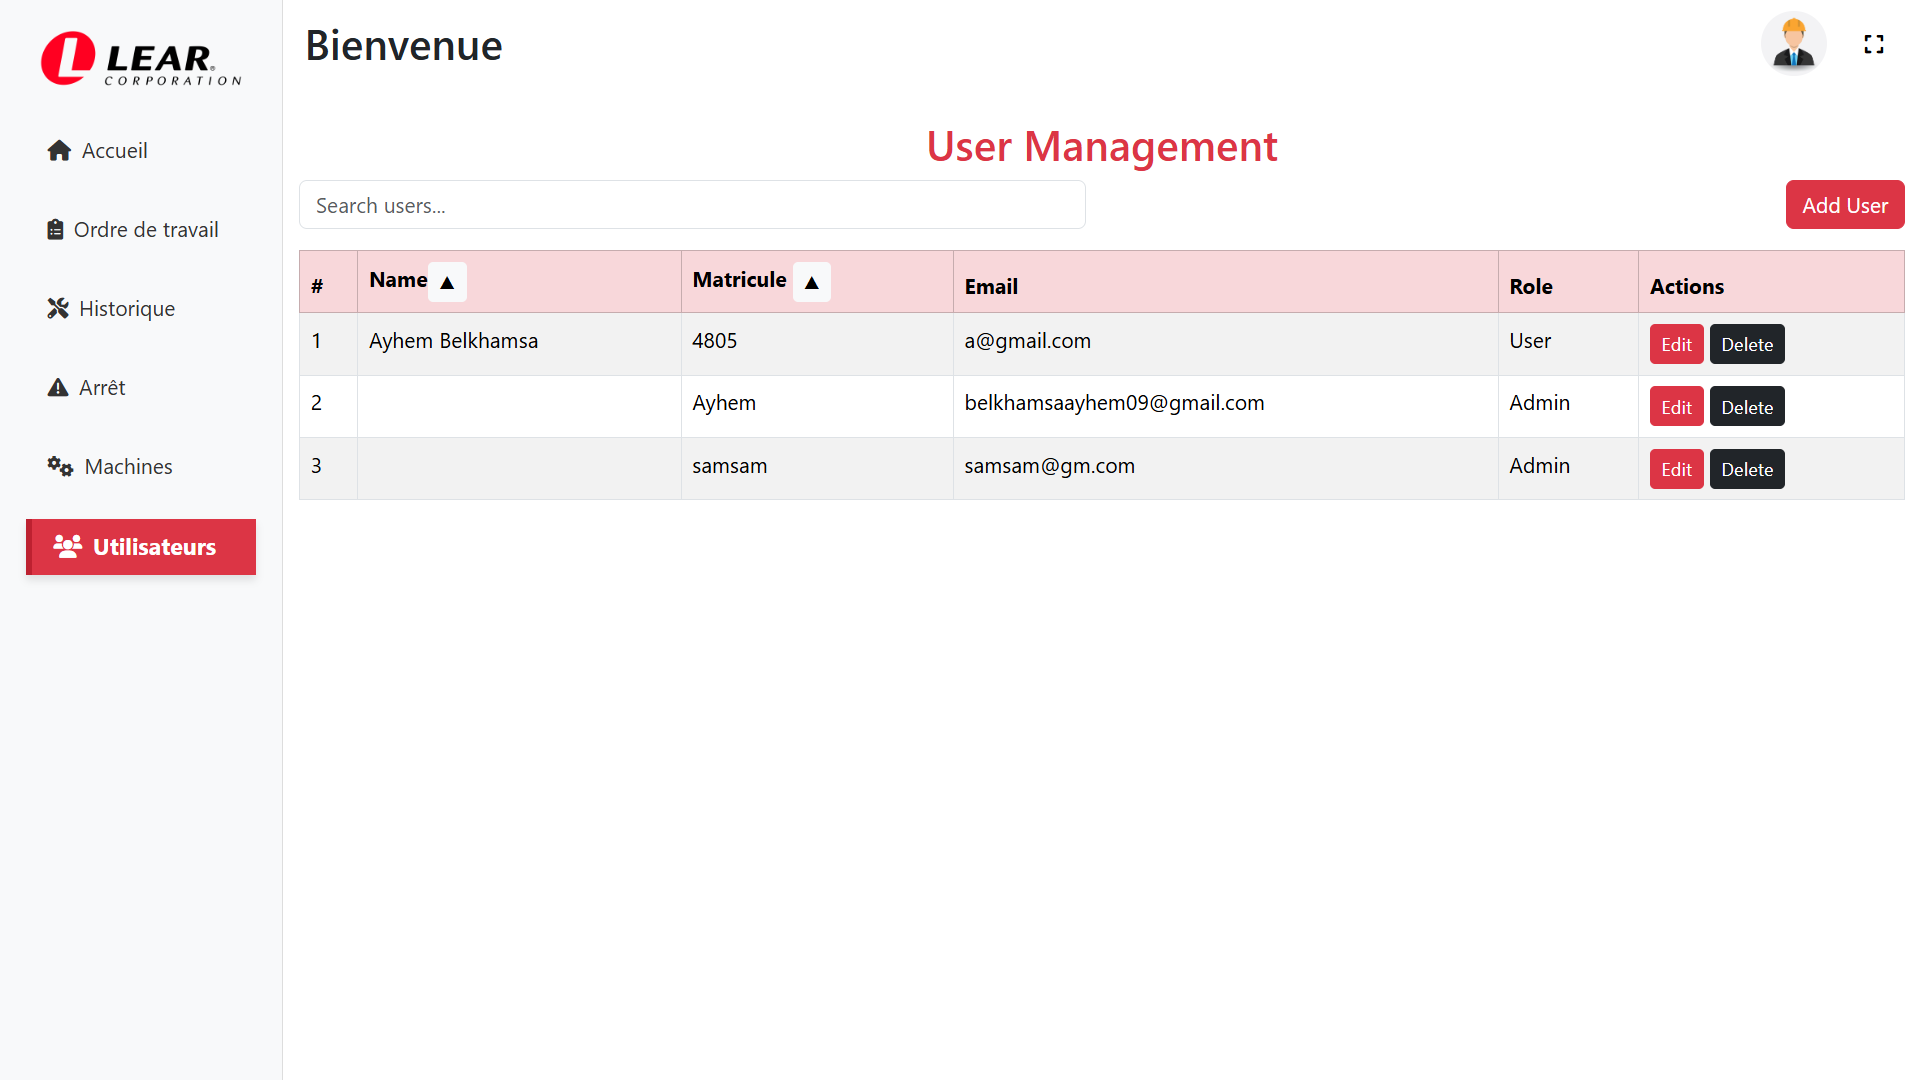 LEAR.
CORPORATION
Accueil
Ordre de travail
Historique
Arrêt
Machines
Utilisateurs
Bienvenue
User Management
Search users...
Add User
# Name ▲ Matricule ▲ Email Role Actions
1 Ayhem Belkhamsa 4805 a@gmail.com User Edit Delete
2 Ayhem belkhamsaayhem09@gmail.com Admin Edit Delete
3 samsam samsam@gm.com Admin Edit Delete